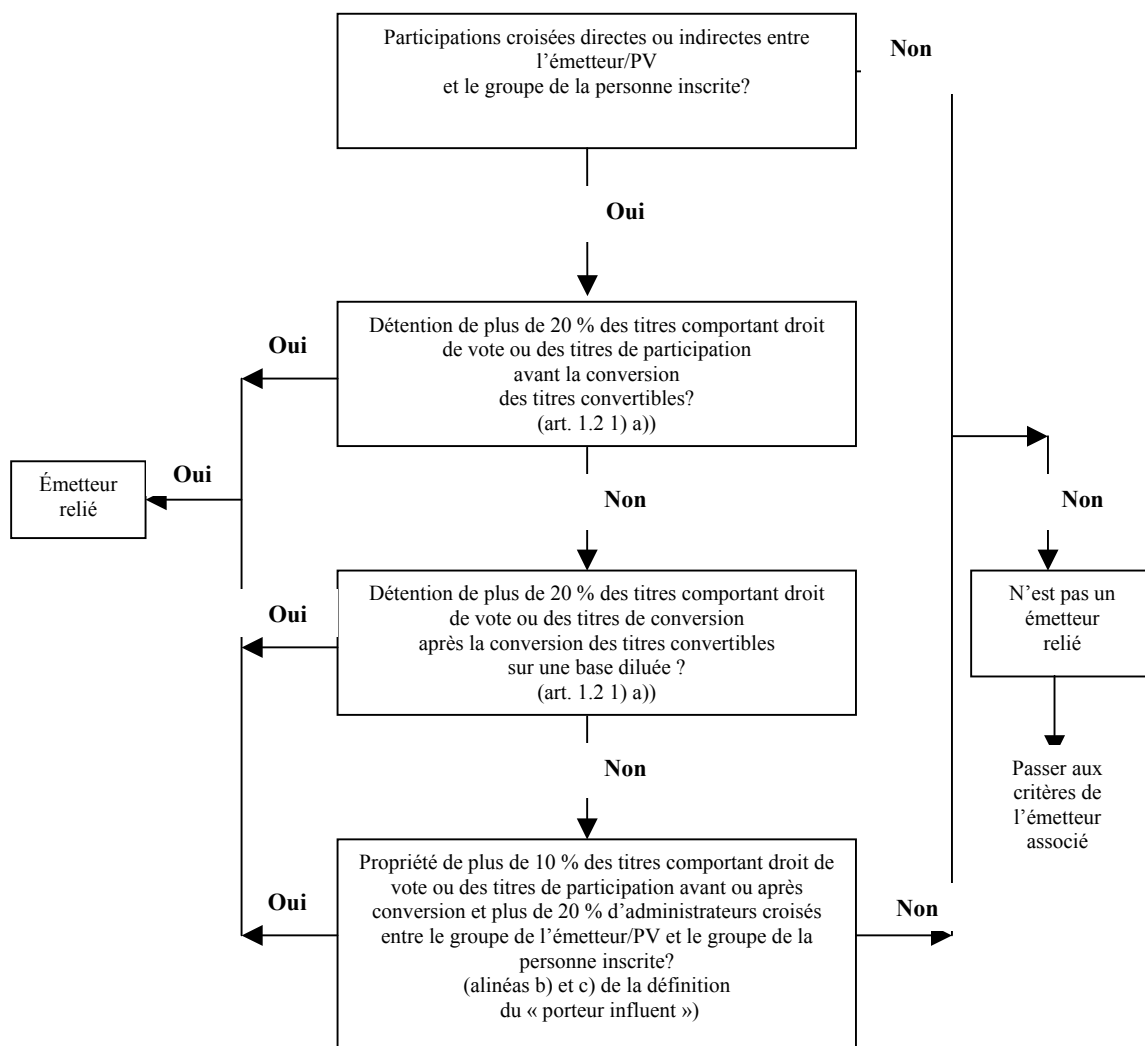 Participations croisées directes ou indirectes entre
l'émetteur/PV
et le groupe de la personne inscrite?
Non
Oui
Détention de plus de 20 % des titres comportant droit
de vote ou des titres de participation
avant la conversion
des titres convertibles?
(art. 1.2 1) a))
Oui
Émetteur
relié
Oui
Non
Non
Détention de plus de 20 % des titres comportant droit
de vote ou des titres de conversion
après la conversion des titres convertibles
sur une base diluée ?
(art. 1.2 1) a))
Oui
N'est pas un
émetteur
relié
Non
Passer aux
critères de
l'émetteur
associé
Propriété de plus de 10 % des titres comportant droit de
vote ou des titres de participation avant ou après
conversion et plus de 20 % d'administrateurs croisés
entre le groupe de l'émetteur/PV et le groupe de la
personne inscrite?
(alinéas b) et c) de la définition
du « porteur influent »)
Oui
Non